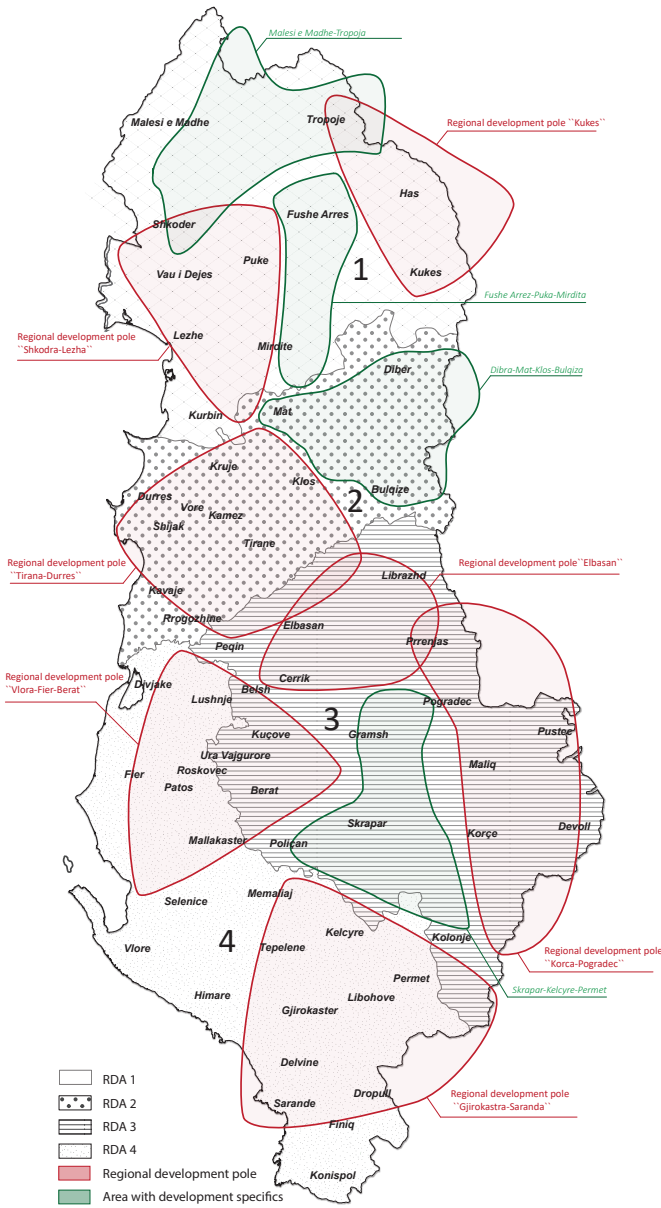 Malesi e Madhe-Tropoja
Malesi e Madhe
Tropoje
Regional development pole ``Kukes``
Has
Fushe Arres
Shkoder
Puke
1
Vau i Dejes
Kukes
Fushe Arrez-Puka-Mirdita
Regional development pole
``Shkodra-Lezha``
Lezhe
Mirdite
Diber
Dibra-Mat-Klos-Bulqiza
Kurbin
Mat
Kruje
Klos
Durres
Vore
Bulqize
2
Kamez
Shijak
Tirane
Regional development pole
``Tirana-Durres``
Regional development pole``Elbasan``
Librazhd
Kavaje
Rrogozhine
Elbasan
Prrenjas
Peqin
Cerrik
Regional development pole
``Vlora-Fier-Berat``
Divjake
Belsh
Lushnje
Pogradec
3
Kuçove
Gramsh
Pustec
Ura Vajgurore
Maliq
Fier
Roskovec
Patos
Berat
Skrapar
Devoll
Korçe
Mallakaster
Poliçan
Selenice
Memaliaj
Kelcyre
Kolonje
4
Vlore
Tepelene
Regional development pole
``Korca-Pogradec``
Permet
Skrapar-Kelcyre-Permet
Himare
Libohove
Gjirokaster
Delvine
Dropull
Sarande
Regional development pole
``Gjirokastra-Saranda``
Finiq
Konispol
RDA 1
RDA 2
RDA 3
RDA 4
Regional development pole
Area with development specifics